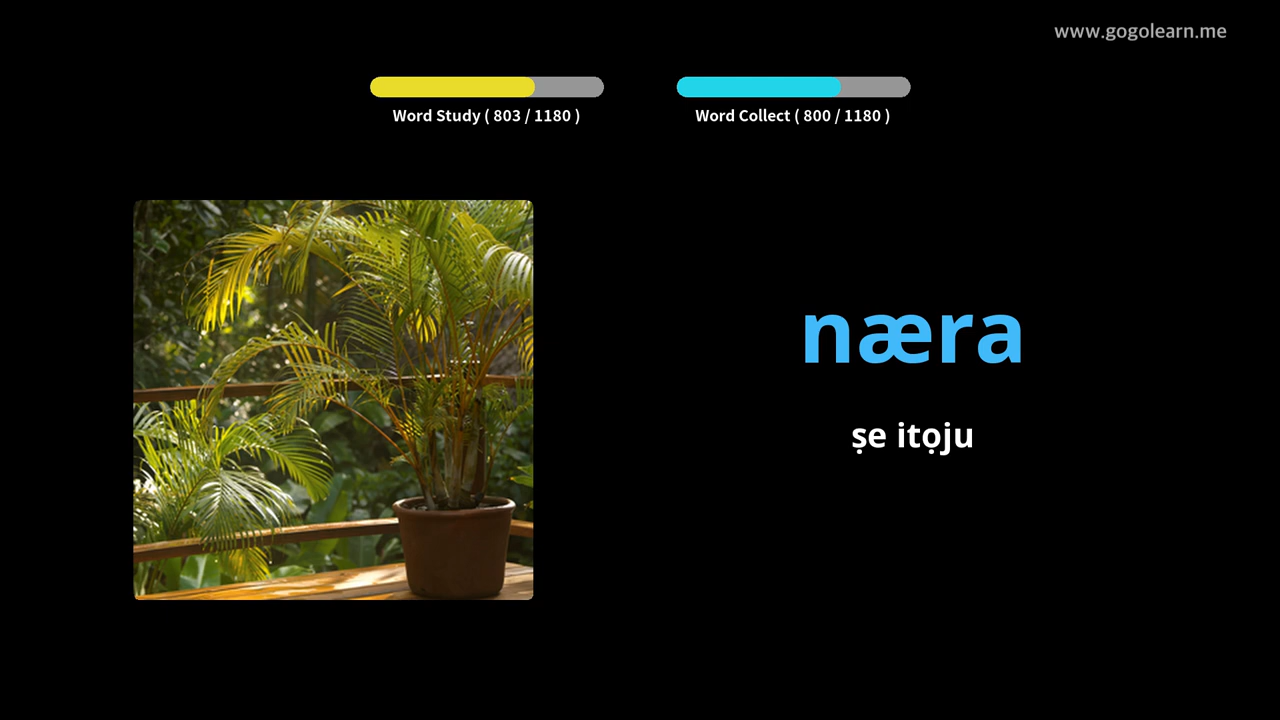 www.gogolearn.me
Word Study ( 803 / 1180 )
Word Collect ( 800 / 1180 )
næra
ṣe itọju